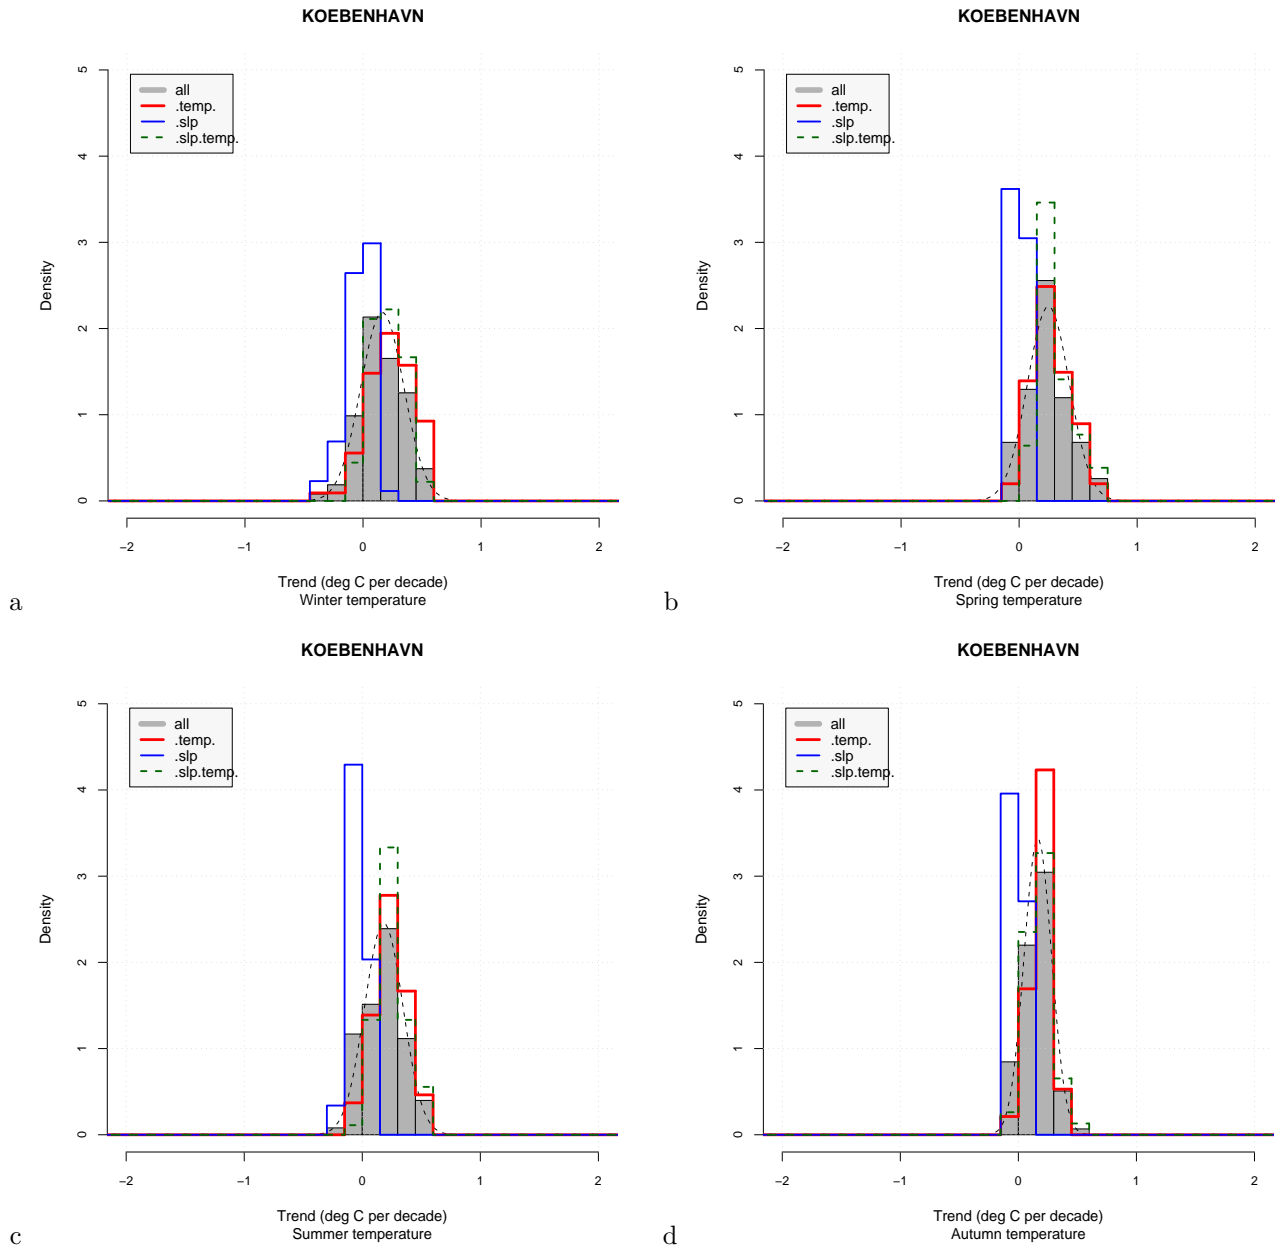 KOEBENHAVN
all
.temp.
.slp
.slp.temp.
Density
0
1
2
3
4
5
−2
−1
0
1
2
Trend (deg C per decade)
Winter temperature
a
KOEBENHAVN
all
.temp.
.slp
.slp.temp.
Density
0
1
2
3
4
5
−2
−1
0
1
2
Trend (deg C per decade)
Spring temperature
b
KOEBENHAVN
all
.temp.
.slp
.slp.temp.
Density
0
1
2
3
4
5
−2
−1
0
1
2
Trend (deg C per decade)
Summer temperature
c
KOEBENHAVN
all
.temp.
.slp
.slp.temp.
Density
0
1
2
3
4
5
−2
−1
0
1
2
Trend (deg C per decade)
Autumn temperature
d